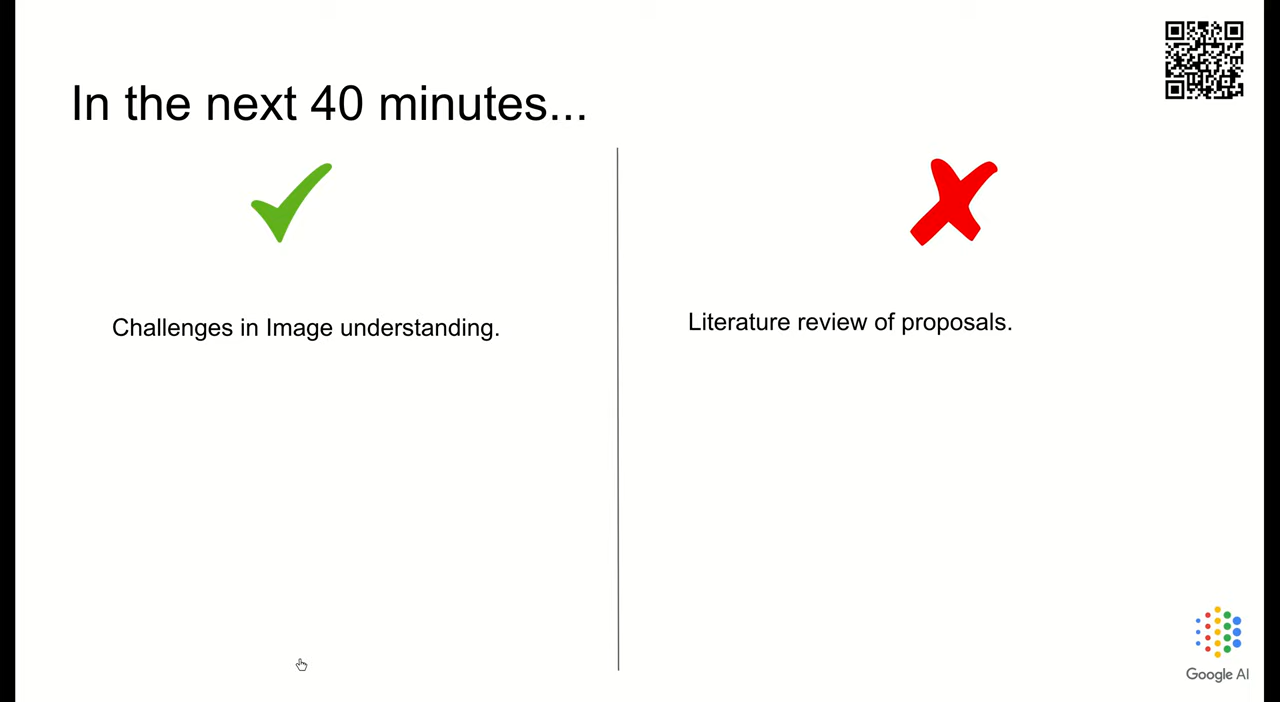 In the next 40 minutes...
Challenges in Image understanding.
Literature review of proposals.
Google AI